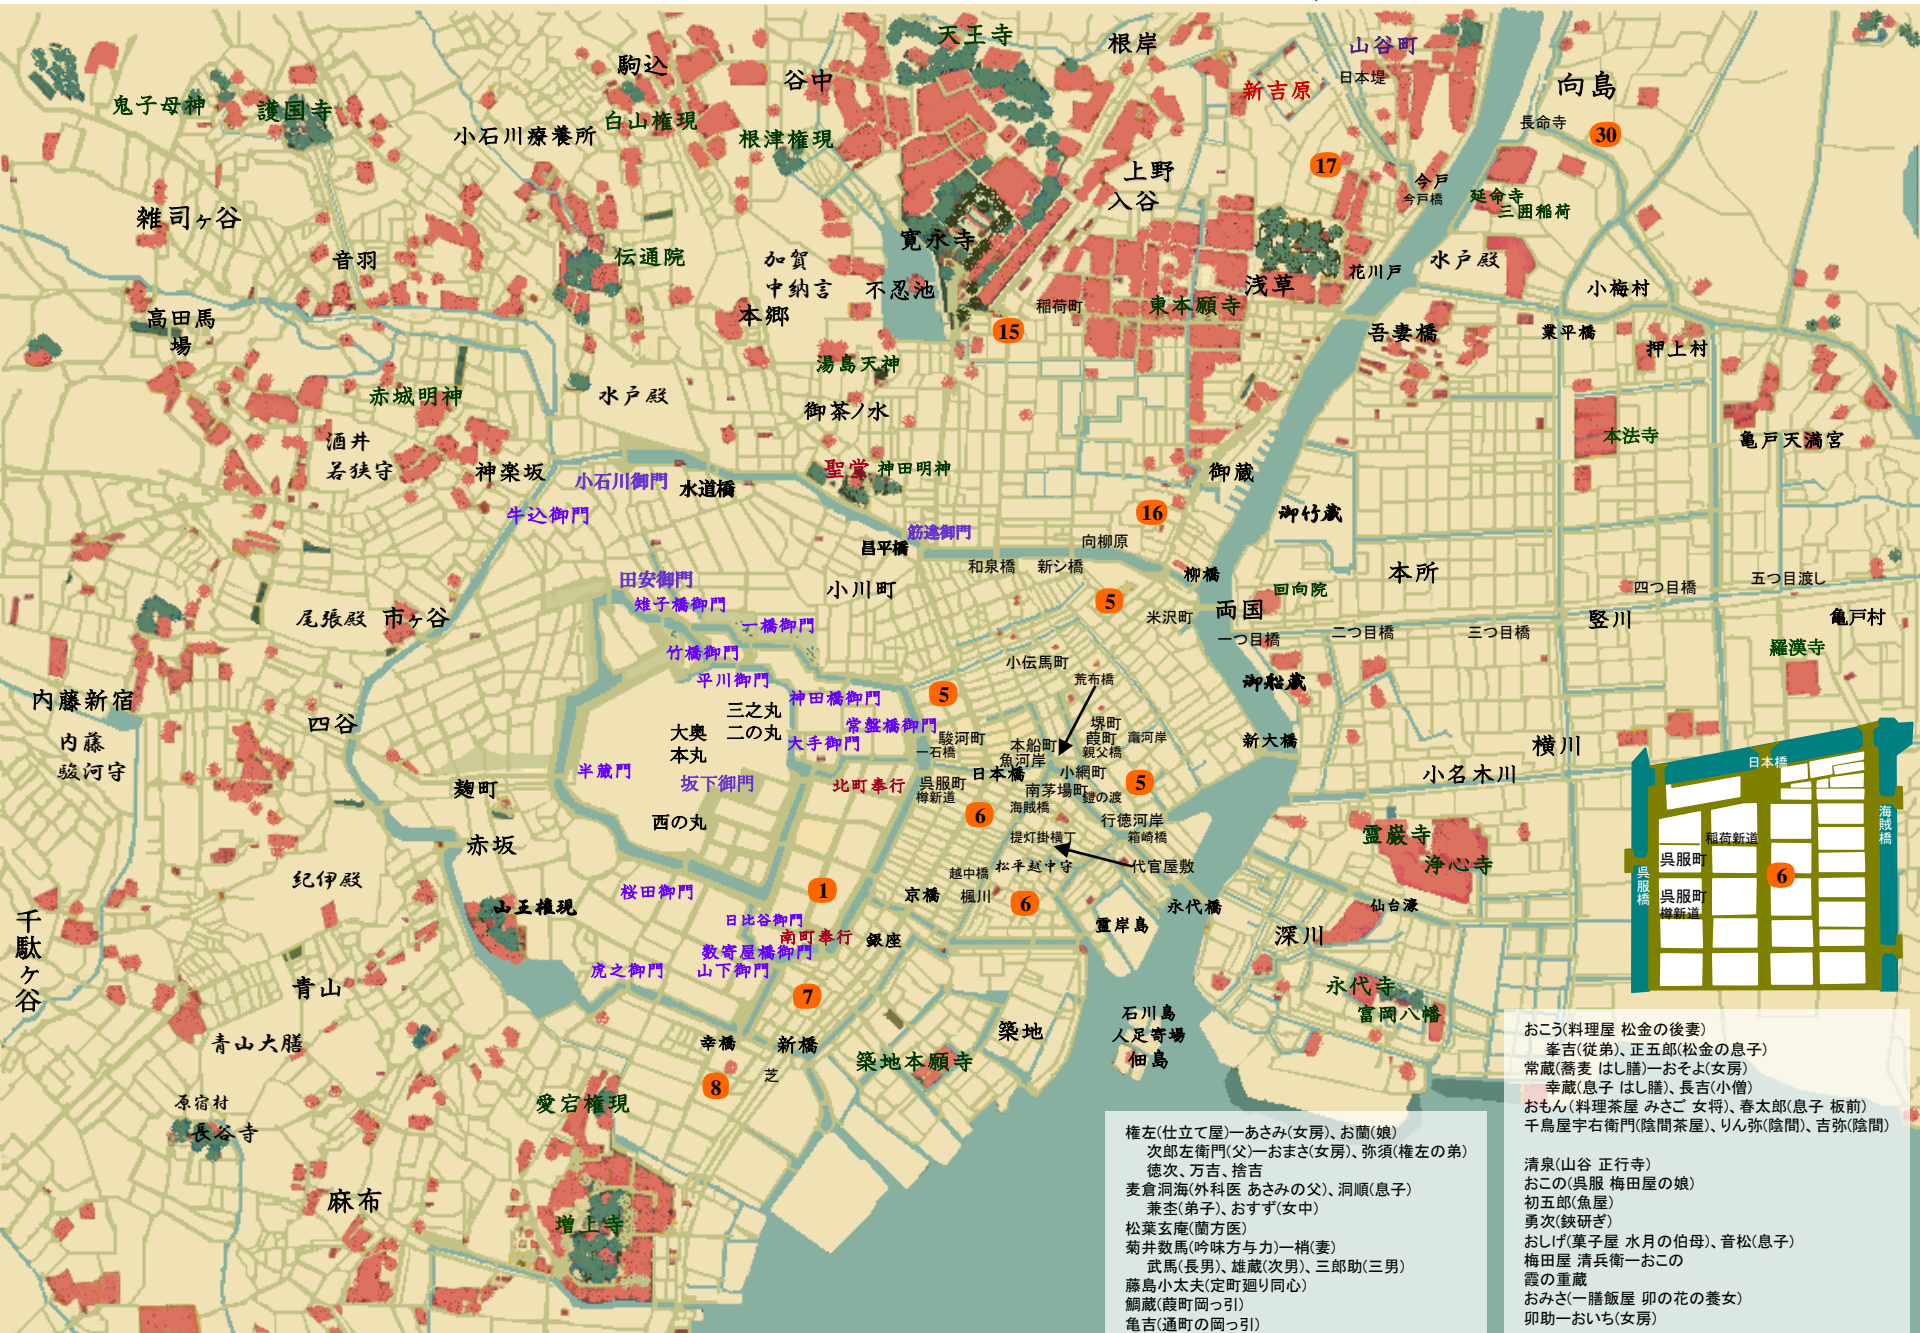 天王寺
根岸
山谷町
駒込
谷中
日本堤
向島
新吉原
鬼子母神
護国寺
白山権現
小石川療養所
根津権現
長命寺
30
17
上野
入谷
今戸
今戸橋
延命寺
三囲稲荷
雑司ヶ谷
音羽
伝通院
加賀
中納言
寛永寺
不忍池
本郷
稲荷町
東本願寺
浅草
花川戸
水戸殿
小梅村
高田馬
場
15
吾妻橋
業平橋
押上村
湯島天神
赤城明神
水戸殿
御茶ノ水
酒井
若狭守
神楽坂
小石川御門
水道橋
聖堂
神田明神
御蔵
本法寺
亀戸天満宮
牛込御門
16
御竹蔵
筋違御門
昌平橋
向柳原
和泉橋
新シ橋
柳橋
本所
田安御門
小川町
5
回向院
四つ目橋
五つ目渡し
雉子橋御門
尾張殿
市ヶ谷
一橋御門
米沢町
両国
一つ目橋
二つ目橋
三つ目橋
竪川
亀戸村
竹橋御門
小伝馬町
羅漢寺
平川御門
荒布橋
御船蔵
内藤新宿
5
神田橋御門
三之丸
二の丸
大奥
本丸
四谷
常盤橋御門
大手御門
駿河町
一石橋
本船町
魚河岸
堺町
葭町
親父橋
竃河岸
新大橋
横川
内藤
駿河守
半蔵門
坂下御門
北町奉行
呉服町
樽新道
日本橋
小網町
南茅場町
鎧の渡
海賊橋
5
小名木川
麹町
6
行徳河岸
箱崎橋
西の丸
提灯掛横丁
赤坂
松平越中守
代官屋敷
越中橋
霊巌寺
浄心寺
紀伊殿
桜田御門
1
京橋
楓川
6
永代橋
仙台濠
山王権現
日比谷御門
南町奉行
銀座
霊岸島
深川
千駄ヶ谷
数寄屋橋御門
虎之御門
山下御門
青山
7
永代寺
富岡八幡
石川島
人足寄場
佃島
築地
幸橋
新橋
築地本願寺
青山大膳
8
芝
愛宕権現
原宿村
長谷寺
麻布
増上寺
日本橋
海賊橋
稲荷新道
呉服町
6
呉服橋
呉服町
樽新道
権左(仕立て屋)ーあさみ(女房)、お蘭(娘)
次郎左衛門(父)ーおまさ(女房)、弥須(権左の弟)
徳次、万吉、捨吉
麦倉洞海(外科医 あさみの父)、洞順(息子)
兼杢(弟子)、おすず(女中)
松葉玄庵(蘭方医)
菊井数馬(吟味方与力)ー梢(妻)
武馬(長男)、雄蔵(次男)、三郎助(三男)
藤島小太夫(定町廻り同心)
鯛蔵(葭町岡っ引)
亀吉(通町の岡っ引)
おこう(料理屋 松金の後妻)
峯吉(従弟)、正五郎(松金の息子)
常蔵(蕎麦 はし膳)ーおそよ(女房)
幸蔵(息子 はし膳)、長吉(小僧)
おもん(料理茶屋 みさご 女将)、春太郎(息子 板前)
千鳥屋宇右衛門(陰間茶屋)、りん弥(陰間)、吉弥(陰間)
清泉(山谷 正行寺)
おこの(呉服 梅田屋の娘)
初五郎(魚屋)
勇次(鋏研ぎ)
おしげ(菓子屋 水月の伯母)、音松(息子)
梅田屋 清兵衛ーおこの
霞の重蔵
おみさ(一膳飯屋 卯の花の養女)
卯助ーおいち(女房)